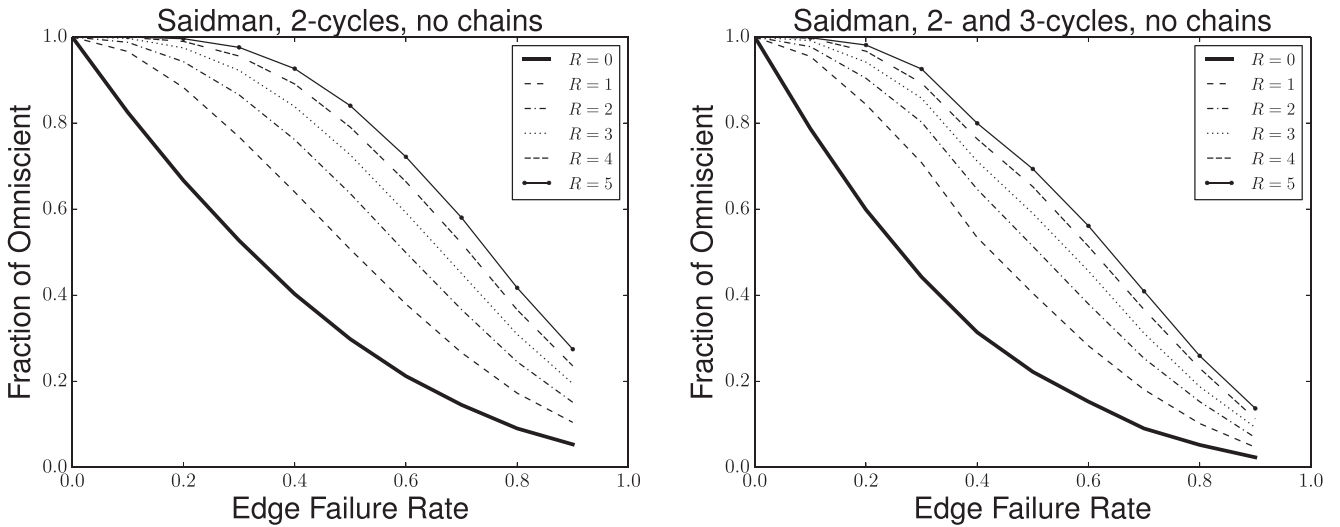 Saidman, 2-cycles, no chains
1.0
0.8
0.6
0.4
0.2
0.0
0.0 0.2 0.4 0.6 0.8 1.0
Fraction of Omniscient
Edge Failure Rate
R = 0
R = 1
R = 2
R = 3
R = 4
R = 5
Saidman, 2- and 3-cycles, no chains
1.0
0.8
0.6
0.4
0.2
0.0
0.0 0.2 0.4 0.6 0.8 1.0
Fraction of Omniscient
Edge Failure Rate
R = 0
R = 1
R = 2
R = 3
R = 4
R = 5